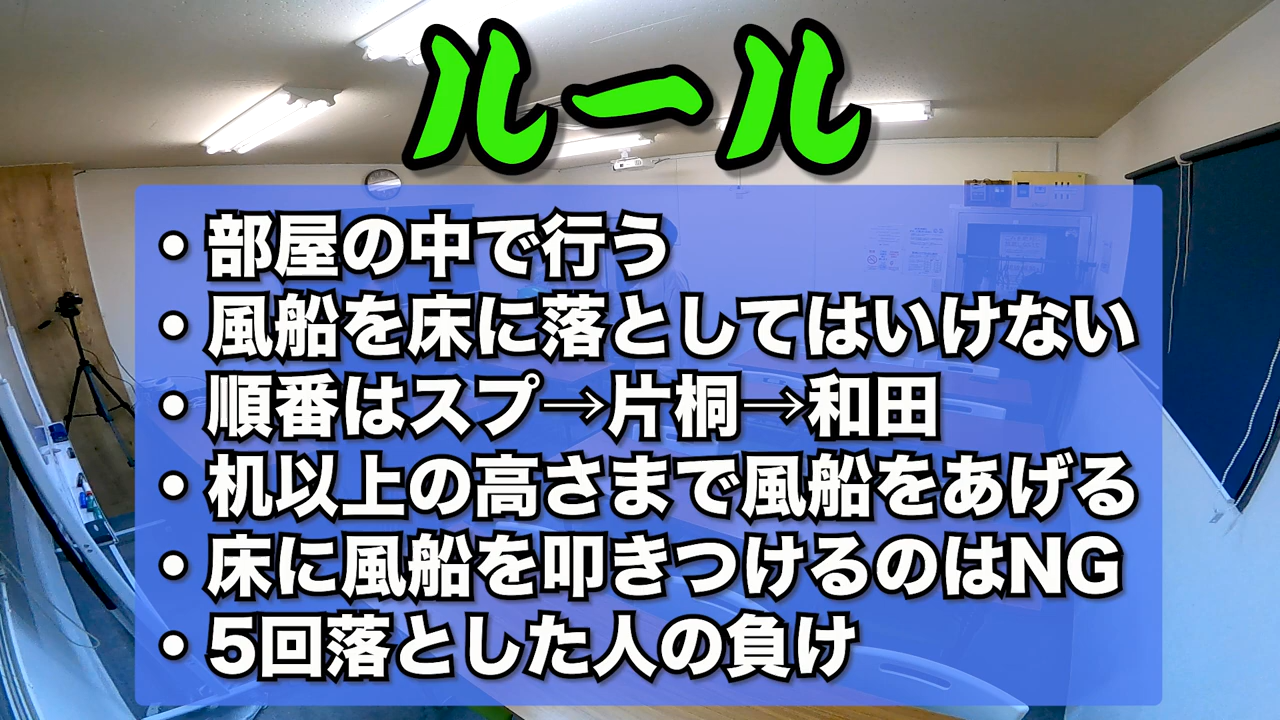 ルール
・部屋の中で行う
・風船を床に落としてはいけない
・順番はスプ→片桐→和田
・机以上の高さまで風船をあげる
・床に風船を叩きつけるのはNG
・5回落とした人の負け